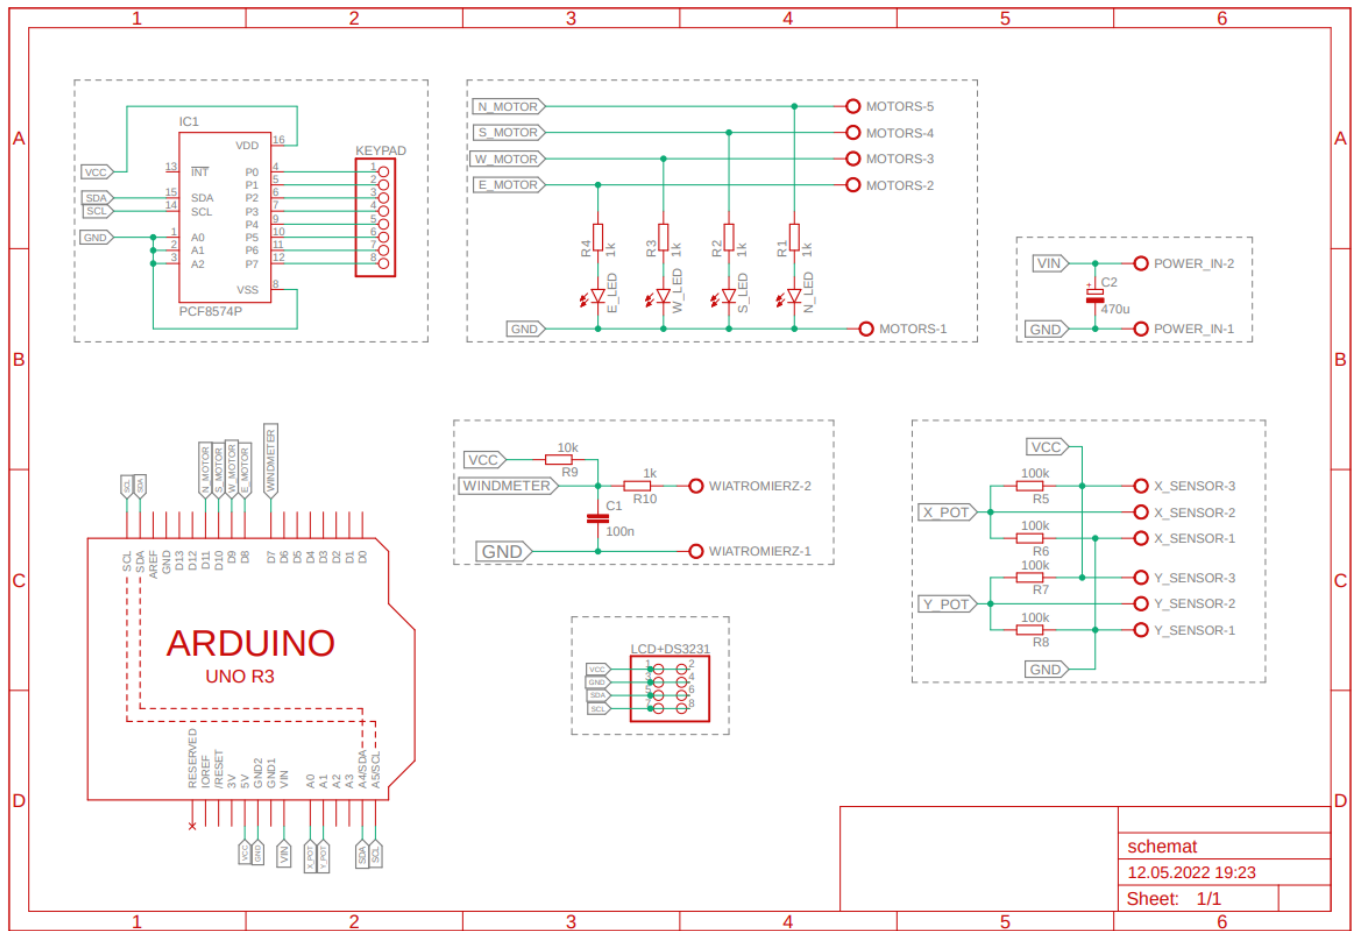 1 2 3 4 5 6
A
B
C
D
A
B
C
D
IC1
VDD 16
VCC
13 INT
SDA 15 SDA
SCL 14 SCL
GND
1 A0
2 A1
3 A2
P0 4
P1 5
P2 6
P3 7
P4 9
P5 10
P6 11
P7 12
VSS 8
PCF8574P
KEYPAD
1
2
3
4
5
6
7
8
N_MOTOR MOTORS-5
S_MOTOR MOTORS-4
W_MOTOR MOTORS-3
E_MOTOR MOTORS-2
R4 1k R3 1k R2 1k R1 1k
E_LED W_LED S_LED N_LED
GND MOTORS-1
VIN POWER_IN-2
+ C2
470u
GND POWER_IN-1
SCL SDA N_MOTOR S_MOTOR W_MOTOR E_MOTOR WINDMETER
SCL SDA AREF GND D13 D12 D11 D10 D9 D8 D7 D6 D5 D4 D3 D2 D1 D0
ARDUINO
UNO R3
RESERVED IOREF /RESET 3V 5V GND2 GND1 VIN A0 A1 A2 A3 A4/SDA A5/SCL
VCC GND VIN X_POT Y_POT SDA SCL
10k
VCC
R9
1k
WINDMETER WIATROMIERZ-2
R10
C1
100n
GND WIATROMIERZ-1
LCD+DS3231
VCC 1 2
GND 3 4
SDA 5 6
SCL 7 8
VCC
100k
X_SENSOR-3
R5
X_POT X_SENSOR-2
100k
X_SENSOR-1
R6
100k
Y_SENSOR-3
R7
Y_POT Y_SENSOR-2
100k
Y_SENSOR-1
R8
GND
schemat
12.05.2022 19:23
Sheet: 1/1
1 2 3 4 5 6